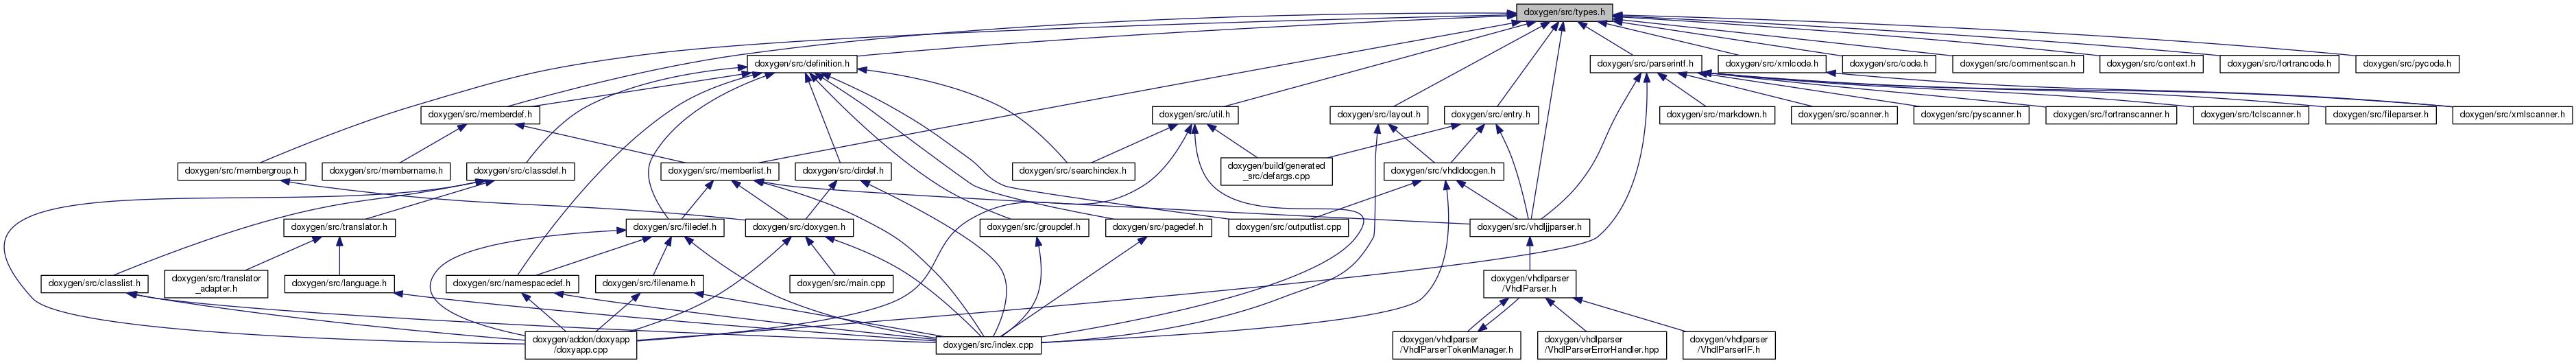 doxygen/src/types.h
doxygen/src/definition.h
doxygen/src/parserintf.h
doxygen/src/xmlcode.h
doxygen/src/code.h
doxygen/src/commentscan.h
doxygen/src/context.h
doxygen/src/fortrancode.h
doxygen/src/pycode.h
doxygen/src/memberdef.h
doxygen/src/util.h
doxygen/src/layout.h
doxygen/src/entry.h
doxygen/src/markdown.h
doxygen/src/scanner.h
doxygen/src/pyscanner.h
doxygen/src/fortranscanner.h
doxygen/src/tclscanner.h
doxygen/src/fileparser.h
doxygen/src/xmlscanner.h
doxygen/src/membergroup.h
doxygen/src/membername.h
doxygen/src/classdef.h
doxygen/src/memberlist.h
doxygen/src/dirdef.h
doxygen/src/searchindex.h
doxygen/build/generated
_src/defargs.cpp
doxygen/src/vhdldocgen.h
doxygen/src/translator.h
doxygen/src/filedef.h
doxygen/src/doxygen.h
doxygen/src/groupdef.h
doxygen/src/pagedef.h
doxygen/src/outputlist.cpp
doxygen/src/vhdljjparser.h
doxygen/src/classlist.h
doxygen/src/translator
_adapter.h
doxygen/src/language.h
doxygen/src/namespacedef.h
doxygen/src/filename.h
doxygen/src/main.cpp
doxygen/vhdlparser
/VhdlParser.h
doxygen/addon/doxyapp
/doxyapp.cpp
doxygen/src/index.cpp
doxygen/vhdlparser
/VhdlParserTokenManager.h
doxygen/vhdlparser
/VhdlParserErrorHandler.hpp
doxygen/vhdlparser
/VhdlParserIF.h